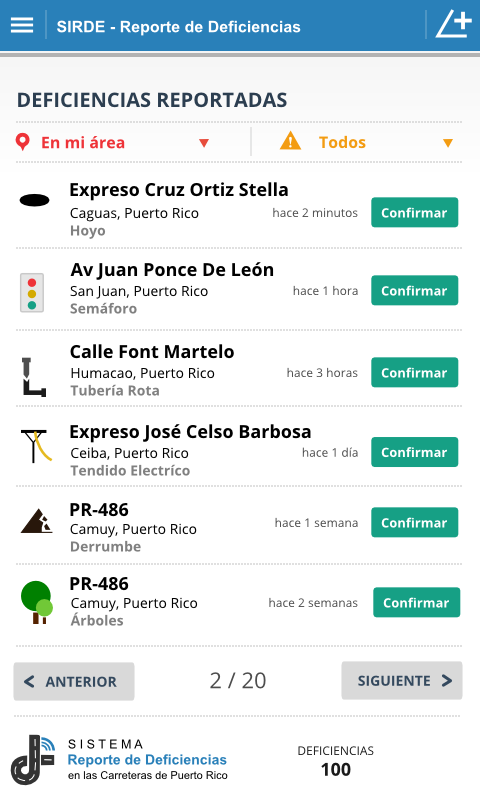 SIRDE - Reporte de Deficiencias
DEFICIENCIAS REPORTADAS
En mi área
Todos
Expreso Cruz Ortiz Stella
Caguas, Puerto Rico
hace 2 minutos
Confirmar
Hoyo
Av Juan Ponce De León
San Juan, Puerto Rico
hace 1 hora
Confirmar
Semáforo
Calle Font Martelo
Humacao, Puerto Rico
hace 3 horas
Confirmar
Tubería Rota
Expreso José Celso Barbosa
Ceiba, Puerto Rico
hace 1 día
Confirmar
Tendido Electríco
PR-486
Camuy, Puerto Rico
hace 1 semana
Confirmar
Derrumbe
PR-486
Camuy, Puerto Rico
hace 2 semanas
Confirmar
Árboles
ANTERIOR
2 / 20
SIGUIENTE
SISTEMA
Reporte de Deficiencias
en las Carreteras de Puerto Rico
DEFICIENCIAS
100